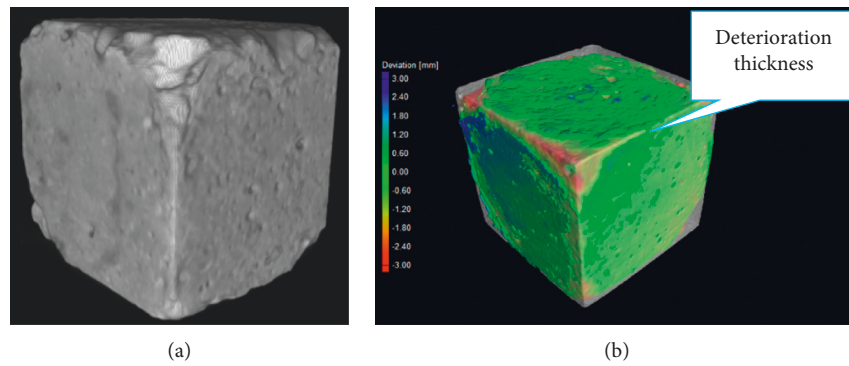 Deterioration
thickness
Deviation [mm]
3.00
2.40
1.80
1.20
0.60
0.00
-0.60
-1.20
-1.80
-2.40
-3.00
(a)
(b)